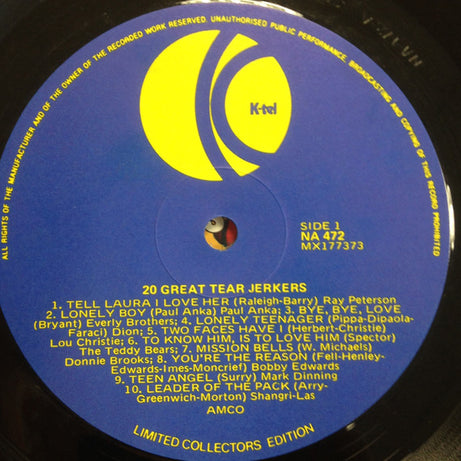 ALL RIGHTS OF THE MANUFACTURER AND OF THE OWNER OF THE RECORDED WORK RESERVED. UNAUTHORISED PUBLIC PERFORMANCE, BROADCASTING AND COPYING OF THIS RECORD PROHIBITED
K-tel
SIDE 1
NA 472
MX177373
20 GREAT TEAR JERKERS
1. TELL LAURA I LOVE HER (Raleigh-Barry) Ray Peterson
2. LONELY BOY (Paul Anka) Paul Anka; 3. BYE, BYE, LOVE
(Bryant) Everly Brothers; 4. LONELY TEENAGER (Pippa-Dipaola-
Faraci) Dion; 5. TWO FACES HAVE I (Herbert-Christie)
Lou Christie; 6. TO KNOW HIM, IS TO LOVE HIM (Spector)
The Teddy Bears; 7. MISSION BELLS (W. Michaels)
Donnie Brooks; 8. YOU'RE THE REASON (Fell-Henley-
Edwards-Imes-Moncrief) Bobby Edwards
9. TEEN ANGEL (Surry) Mark Dinning
10. LEADER OF THE PACK (Arry-
Greenwich-Morton) Shangri-Las
AMCO
LIMITED COLLECTORS EDITION